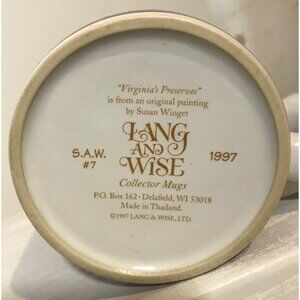 "Virginia's Preserves"
is from an original painting
by Susan Winget
LANG
AND
WISE
S.A.W.
#7
1997
Collector Mugs
P.O. Box 162 • Delafield, WI 53018
Made in Thailand.
©1997 LANG & WISE, LTD.